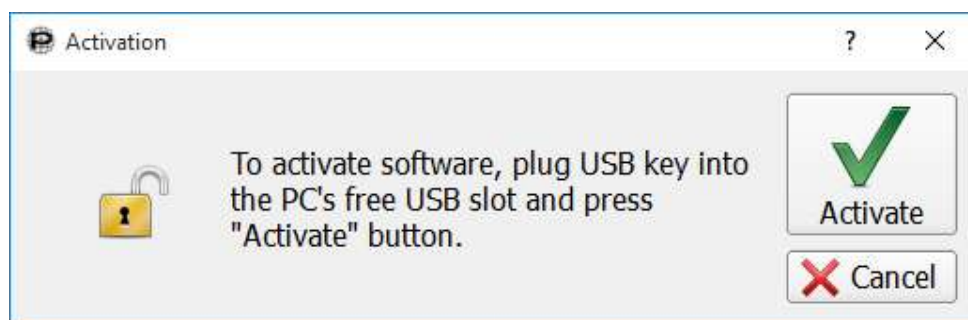 Activation
To activate software, plug USB key into
the PC's free USB slot and press
"Activate" button.
Activate
Cancel